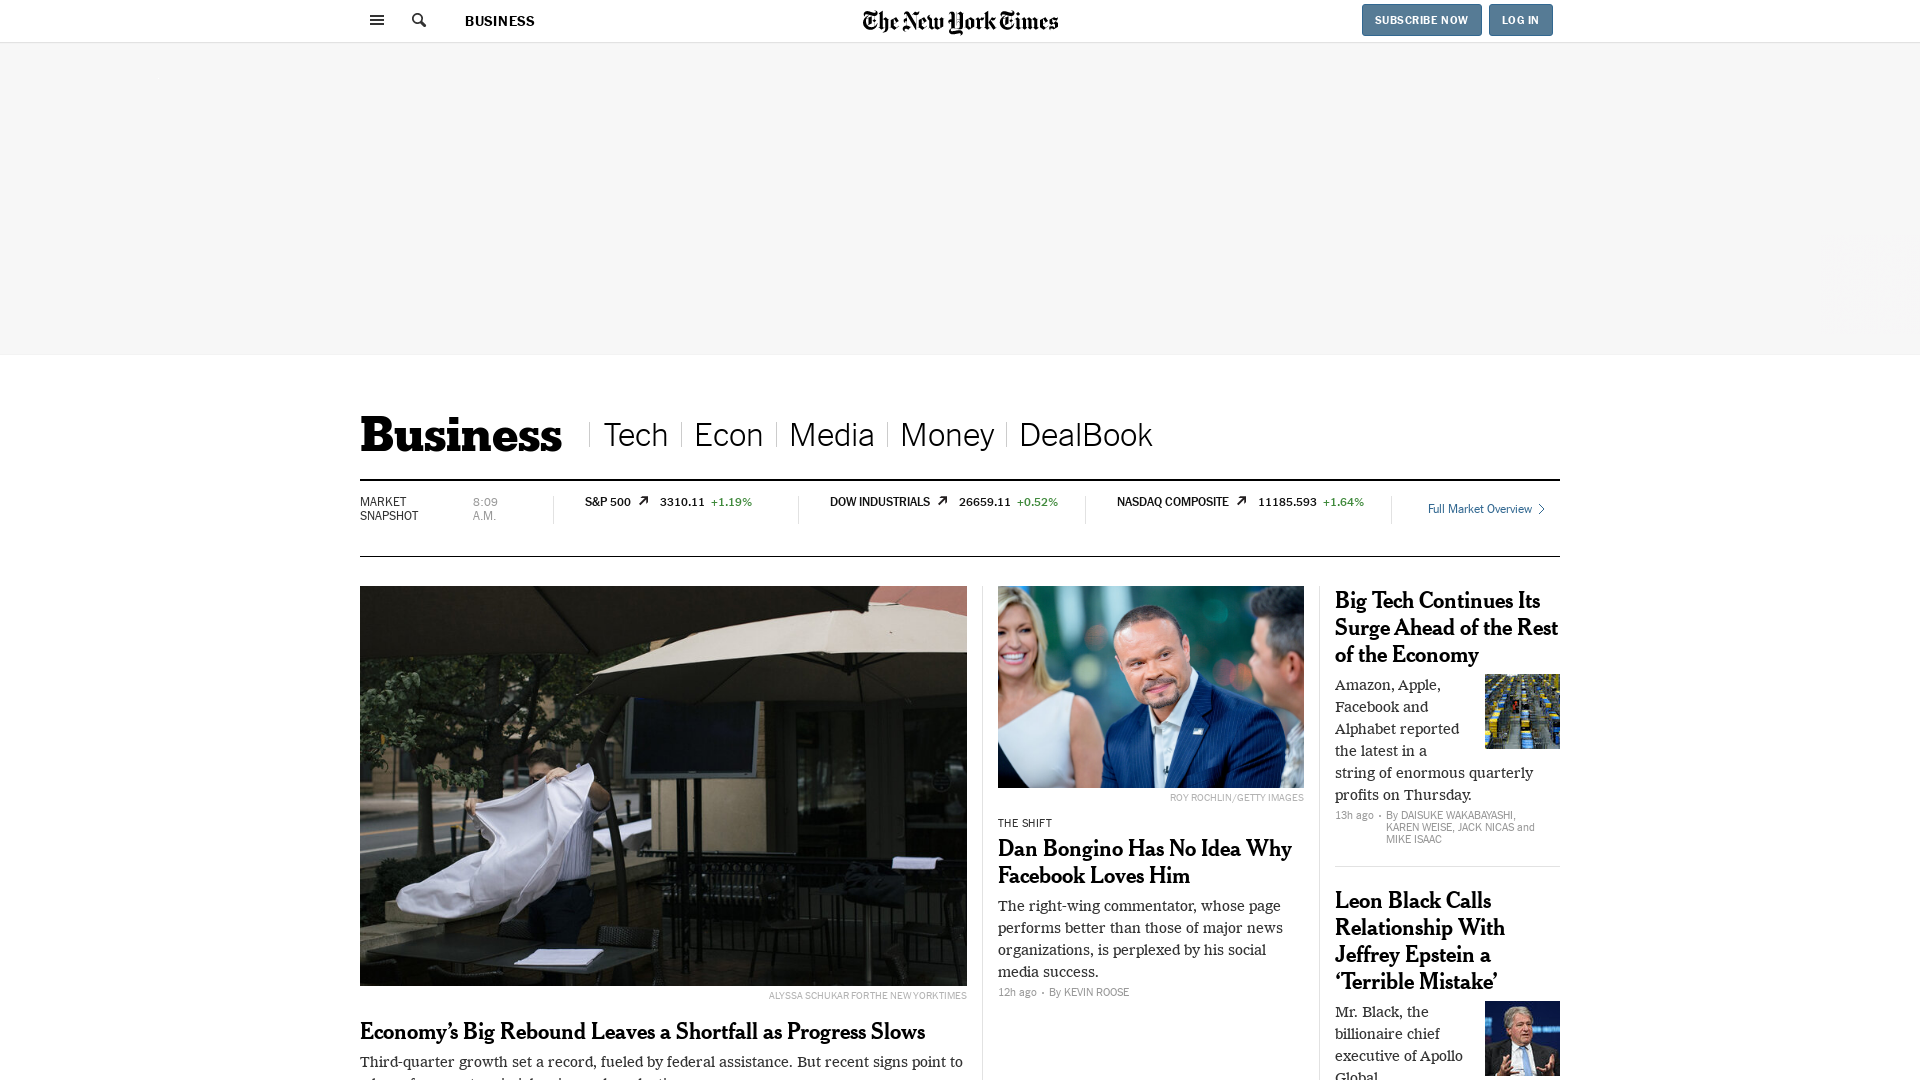 BUSINESS
The New York Times
SUBSCRIBE NOW
LOG IN
Business
Tech
Econ
Media
Money
DealBook
MARKET
SNAPSHOT
8:09
A.M.
S&P 500 3310.11 +1.19%
DOW INDUSTRIALS 26659.11 +0.52%
NASDAQ COMPOSITE 11185.593 +1.64%
Full Market Overview
ALYSSA SCHUKAR FOR THE NEW YORK TIMES
Economy’s Big Rebound Leaves a Shortfall as Progress Slows
Third-quarter growth set a record, fueled by federal assistance. But recent signs point to
ROY ROCHLIN/GETTY IMAGES
THE SHIFT
Dan Bongino Has No Idea Why
Facebook Loves Him
The right-wing commentator, whose page
performs better than those of major news
organizations, is perplexed by his social
media success.
12h ago • By KEVIN ROOSE
Big Tech Continues Its
Surge Ahead of the Rest
of the Economy
Amazon, Apple,
Facebook and
Alphabet reported
the latest in a
string of enormous quarterly
profits on Thursday.
13h ago • By DAISUKE WAKABAYASHI,
KAREN WEISE, JACK NICAS and
MIKE ISAAC
Leon Black Calls
Relationship With
Jeffrey Epstein a
‘Terrible Mistake’
Mr. Black, the
billionaire chief
executive of Apollo
Global